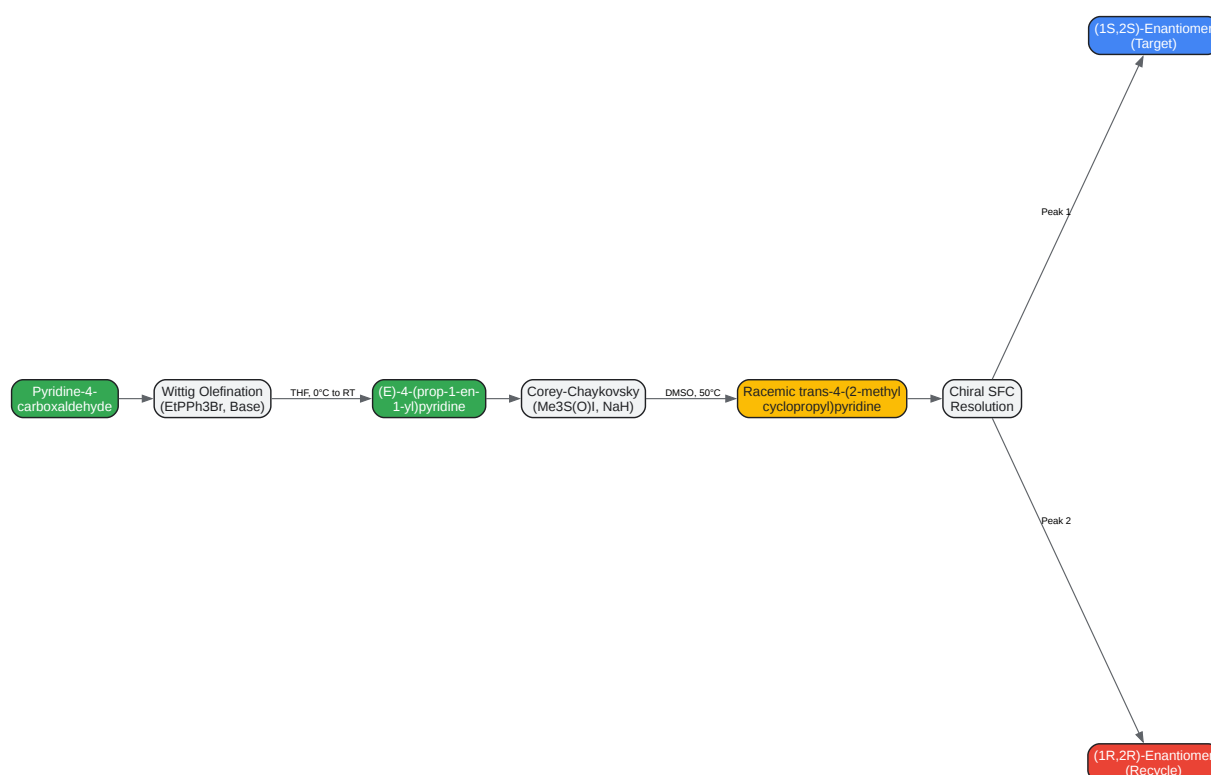 (1S,2S)-Enantiomer
(Target)
Peak 1
Pyridine-4-
carboxaldehyde
Wittig Olefination
(EtPPh3Br, Base)
THF, 0°C to RT
(E)-4-(prop-1-en-
1-yl)pyridine
Corey-Chaykovsky
(Me3S(O)I, NaH)
DMSO, 50°C
Racemic trans-4-(2-methyl
cyclopropyl)pyridine
Chiral SFC
Resolution
Peak 2
(1R,2R)-Enantiomer
(Recycle)